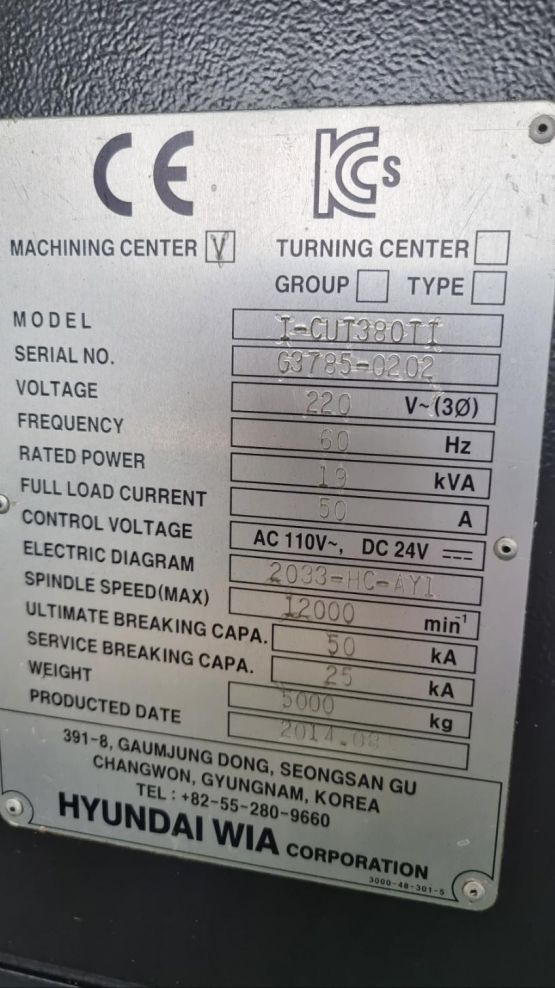 CE KCs
MACHINING CENTER V TURNING CENTER
GROUP TYPE
MODEL I-CUT380TI
SERIAL NO. G3785-0202
VOLTAGE 220 V~(3Ø)
FREQUENCY 60 Hz
RATED POWER 19 kVA
FULL LOAD CURRENT 50 A
CONTROL VOLTAGE AC 110V~, DC 24V
ELECTRIC DIAGRAM 2033-HC-AY1
SPINDLE SPEED(MAX) 12000 min⁻¹
ULTIMATE BREAKING CAPA. 50 kA
SERVICE BREAKING CAPA. 25 kA
WEIGHT 5000 kg
PRODUCTED DATE
391-8, GAUMJUNG DONG, SEONGSAN GU
CHANGWON, GYUNGNAM, KOREA
TEL : +82-55-280-9660
HYUNDAI WIA CORPORATION
3000-48-301-5